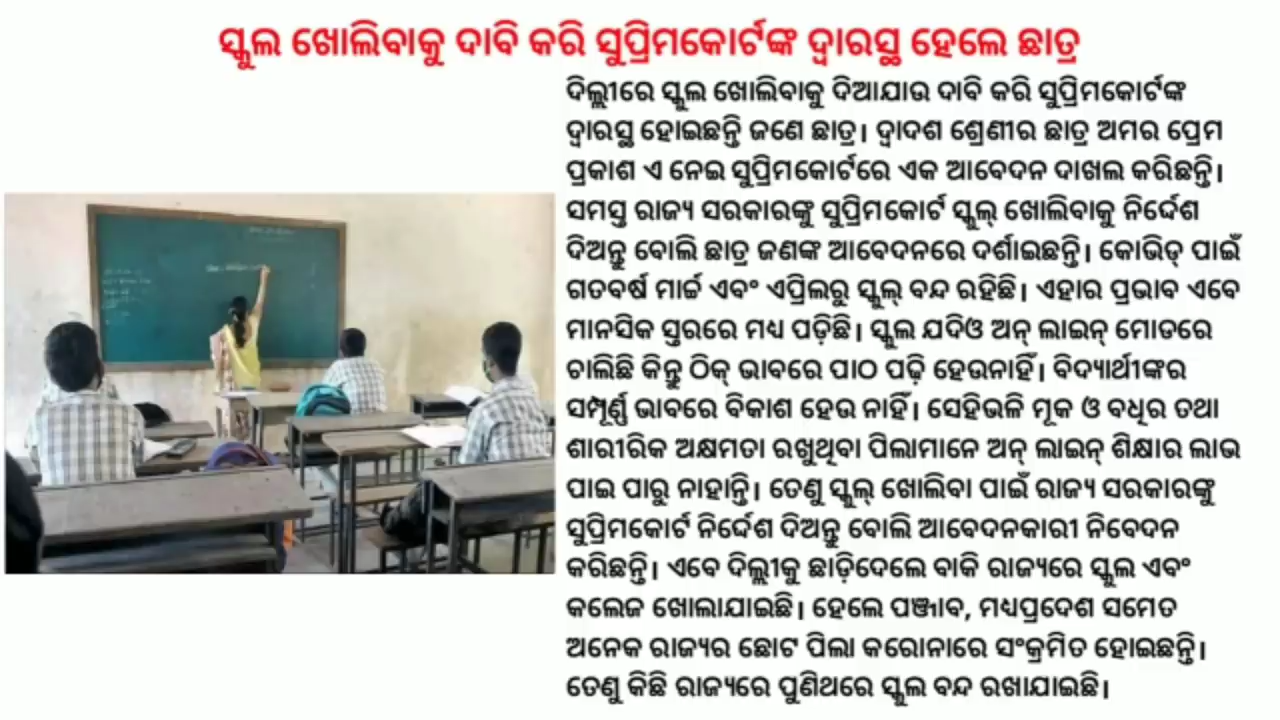 ସ୍କୁଲ ଖୋଲିବାକୁ ଦାବି କରି ସୁପ୍ରିମକୋର୍ଟଙ୍କ ଦ୍ୱାରସ୍ଥ ହେଲେ ଛାତ୍ର
ଦିଲ୍ଲୀରେ ସ୍କୁଲ ଖୋଲିବାକୁ ଦିଆଯାଉ ଦାବି କରି ସୁପ୍ରିମକୋର୍ଟଙ୍କ
ଦ୍ୱାରସ୍ଥ ହୋଇଛନ୍ତି ଜଣେ ଛାତ୍ର। ଦ୍ୱାଦଶ ଶ୍ରେଣୀର ଛାତ୍ର ଅମର ପ୍ରେମ
ପ୍ରକାଶ ଏ ନେଇ ସୁପ୍ରିମକୋର୍ଟରେ ଏକ ଆବେଦନ ଦାଖଲ କରିଛନ୍ତି।
ସମସ୍ତ ରାଜ୍ୟ ସରକାରଙ୍କୁ ସୁପ୍ରିମକୋର୍ଟ ସ୍କୁଲ୍ ଖୋଲିବାକୁ ନିର୍ଦ୍ଦେଶ
ଦିଅନ୍ତୁ ବୋଲି ଛାତ୍ର ଜଣଙ୍କ ଆବେଦନରେ ଦର୍ଶାଇଛନ୍ତି। କୋଭିଡ୍ ପାଇଁ
ଗତବର୍ଷ ମାର୍ଚ୍ଚ ଏବଂ ଏପ୍ରିଲରୁ ସ୍କୁଲ୍ ବନ୍ଦ ରହିଛି। ଏହାର ପ୍ରଭାବ ଏବେ
ମାନସିକ ସ୍ତରରେ ମଧ୍ୟ ପଡ଼ିଛି। ସ୍କୁଲ ଯଦିଓ ଅନ୍ ଲାଇନ୍ ମୋଡରେ
ଚାଲିଛି କିନ୍ତୁ ଠିକ୍ ଭାବରେ ପାଠ ପଢ଼ି ହେଉନାହିଁ। ବିଦ୍ୟାର୍ଥୀଙ୍କର
ସମ୍ପୂର୍ଣ୍ଣ ଭାବରେ ବିକାଶ ହେଉ ନାହିଁ। ସେହିଭଳି ମୂକ ଓ ବଧିର ତଥା
ଶାରୀରିକ ଅକ୍ଷମତା ରଖୁଥିବା ପିଲାମାନେ ଅନ୍ ଲାଇନ୍ ଶିକ୍ଷାର ଲାଭ
ପାଇ ପାରୁ ନାହାନ୍ତି। ତେଣୁ ସ୍କୁଲ୍ ଖୋଲିବା ପାଇଁ ରାଜ୍ୟ ସରକାରଙ୍କୁ
ସୁପ୍ରିମକୋର୍ଟ ନିର୍ଦ୍ଦେଶ ଦିଅନ୍ତୁ ବୋଲି ଆବେଦନକାରୀ ନିବେଦନ
କରିଛନ୍ତି। ଏବେ ଦିଲ୍ଲୀକୁ ଛାଡ଼ିଦେଲେ ବାକି ରାଜ୍ୟରେ ସ୍କୁଲ ଏବଂ
କଲେଜ ଖୋଲାଯାଇଛି। ହେଲେ ପଞ୍ଜାବ, ମଧ୍ୟପ୍ରଦେଶ ସମେତ
ଅନେକ ରାଜ୍ୟର ଛୋଟ ପିଲା କରୋନାରେ ସଂକ୍ରମିତ ହୋଇଛନ୍ତି।
ତେଣୁ କିଛି ରାଜ୍ୟରେ ପୁଣିଥରେ ସ୍କୁଲ ବନ୍ଦ ରଖାଯାଇଛି।